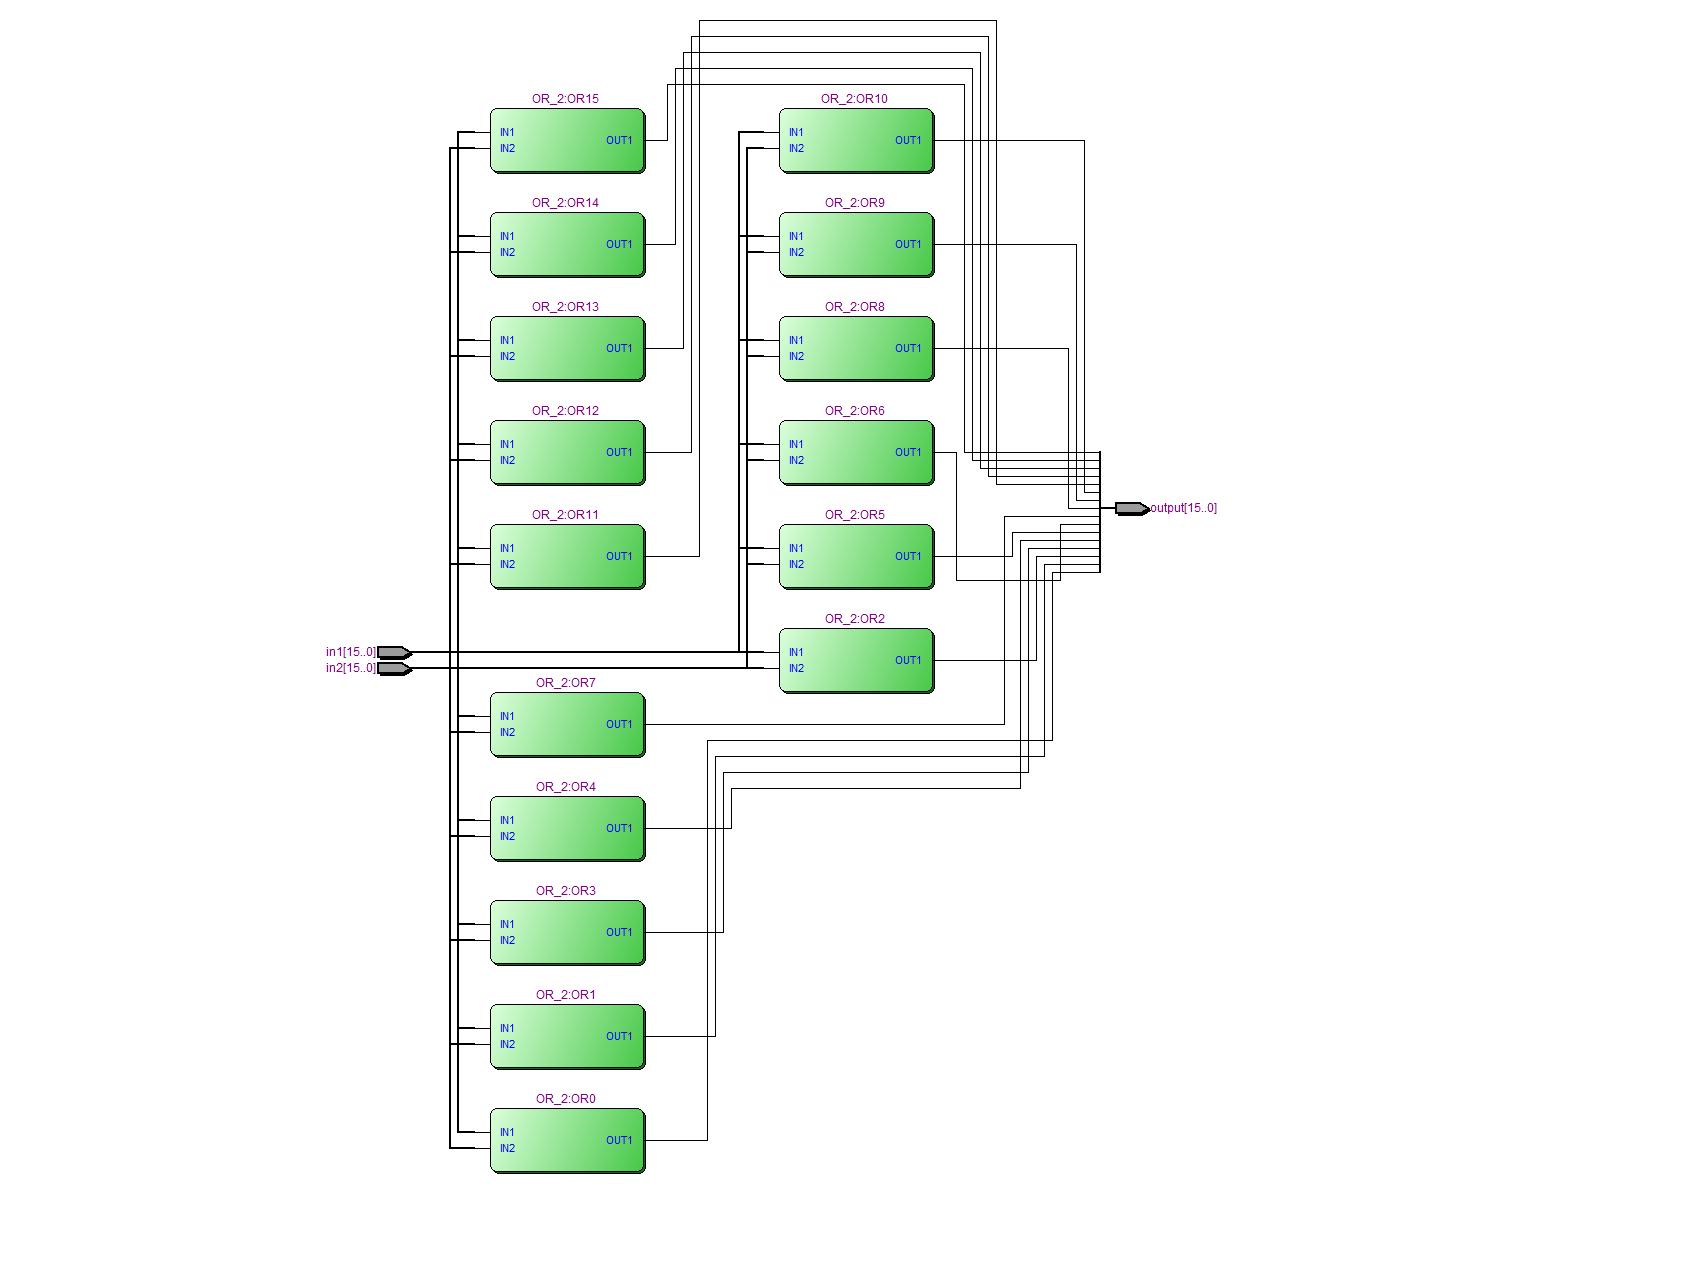 OR_2:OR15
IN1
IN2
OUT1
OR_2:OR14
IN1
IN2
OUT1
OR_2:OR13
IN1
IN2
OUT1
OR_2:OR12
IN1
IN2
OUT1
OR_2:OR11
IN1
IN2
OUT1
in1[15..0]
in2[15..0]
OR_2:OR7
IN1
IN2
OUT1
OR_2:OR4
IN1
IN2
OUT1
OR_2:OR3
IN1
IN2
OUT1
OR_2:OR1
IN1
IN2
OUT1
OR_2:OR0
IN1
IN2
OUT1
OR_2:OR10
IN1
IN2
OUT1
OR_2:OR9
IN1
IN2
OUT1
OR_2:OR8
IN1
IN2
OUT1
OR_2:OR6
IN1
IN2
OUT1
OR_2:OR5
IN1
IN2
OUT1
OR_2:OR2
IN1
IN2
OUT1
output[15..0]